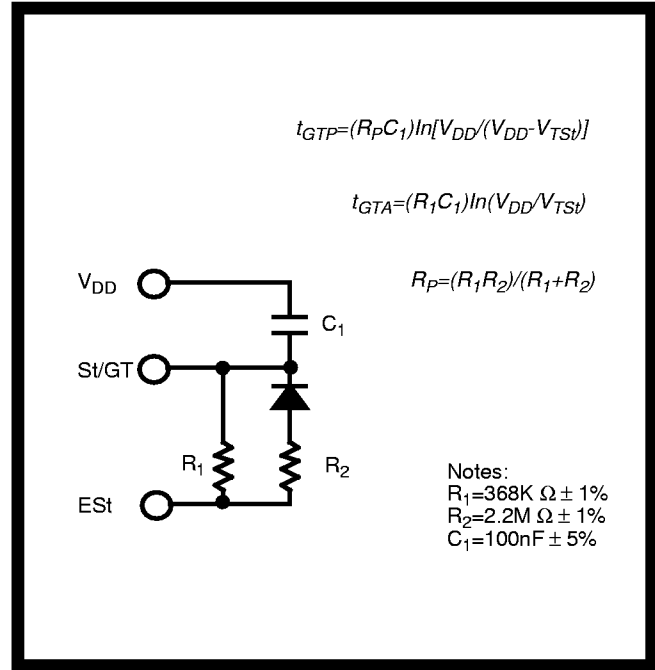 t_GTP=(R_PC_1)ln[V_DD/(V_DD-V_TSt)]
t_GTA=(R_1C_1)ln(V_DD/V_TSt)
R_P=(R_1R_2)/(R_1+R_2)
V_DD
C_1
St/GT
R_1
R_2
ESt
Notes:
R_1=368K Ω ± 1%
R_2=2.2M Ω ± 1%
C_1=100nF ± 5%